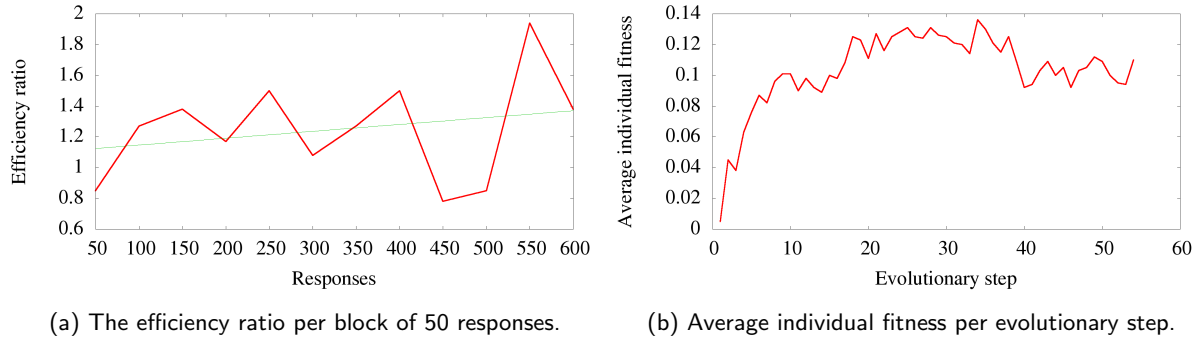 2
1.8
1.6
1.4
1.2
1
0.8
0.6
Efficiency ratio
50 100 150 200 250 300 350 400 450 500 550 600
Responses
(a) The efficiency ratio per block of 50 responses.
0.14
0.12
0.1
0.08
0.06
0.04
0.02
0
Average individual fitness
0 10 20 30 40 50 60
Evolutionary step
(b) Average individual fitness per evolutionary step.